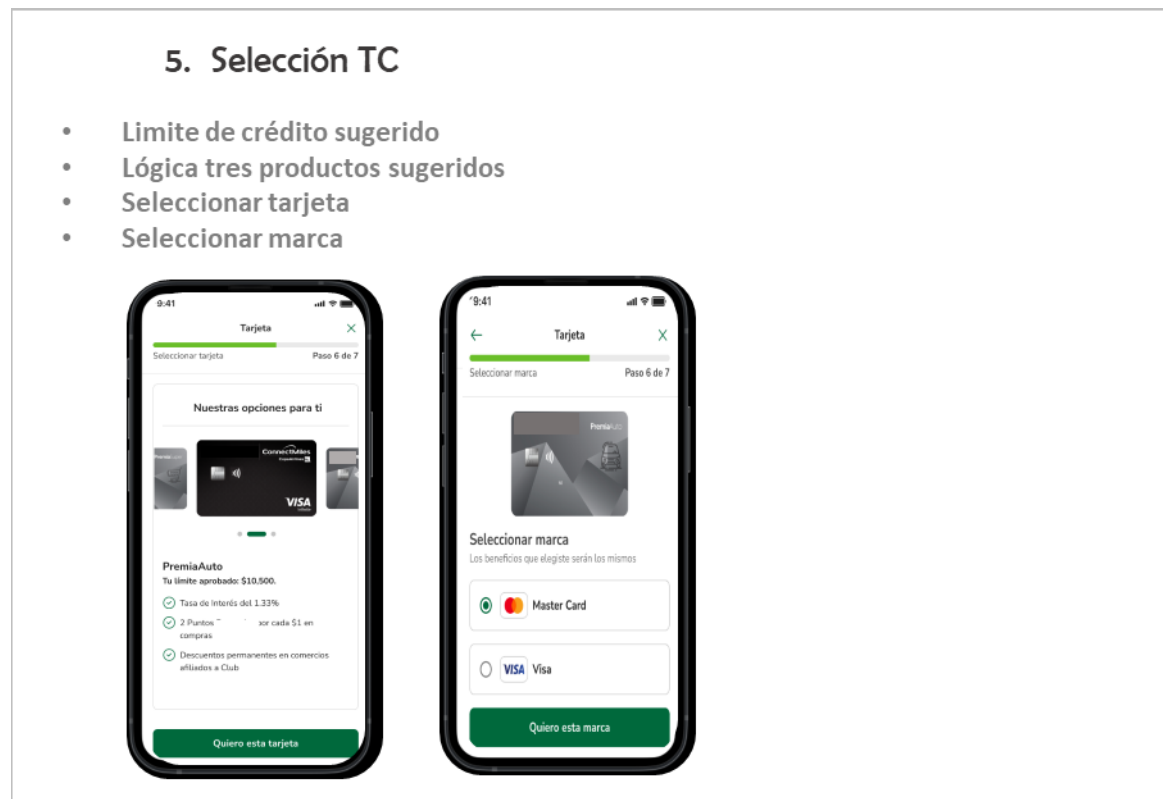 5. Selección TC
• Limite de crédito sugerido
• Lógica tres productos sugeridos
• Seleccionar tarjeta
• Seleccionar marca
9:41
Tarjeta X
Seleccionar tarjeta Paso 6 de 7
Nuestras opciones para ti
ConnectMiles
VISA
PremiaAuto
Tu límite aprobado: $10,500.
Tasa de Interés del 1.33%
2 Puntos por cada $1 en
compras
Descuentos permanentes en comercios
afiliados a Club
Quiero esta tarjeta
9:41
← Tarjeta X
Seleccionar marca Paso 6 de 7
PremiaAuto
Seleccionar marca
Los beneficios que elegiste serán los mismos
Master Card
VISA Visa
Quiero esta marca